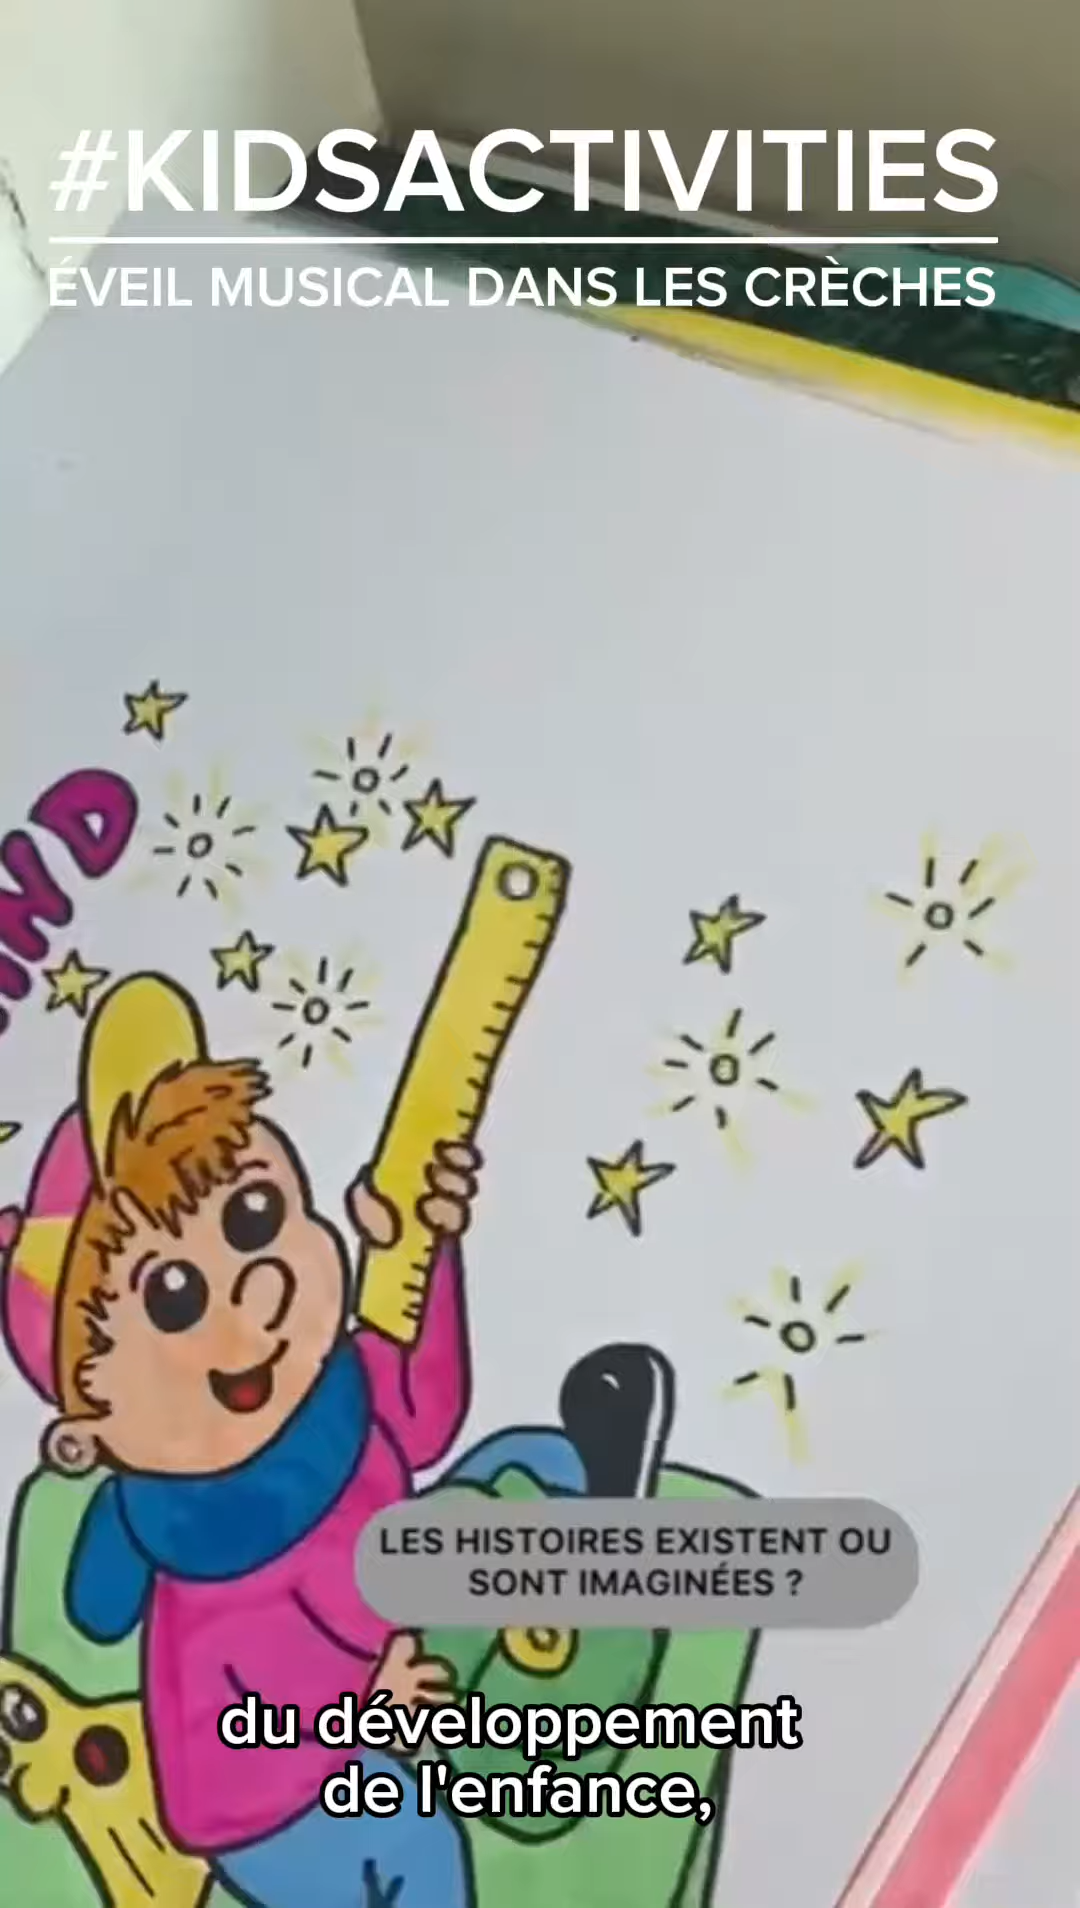 #KIDSACTIVITIES
ÉVEIL MUSICAL DANS LES CRÈCHES
LES HISTOIRES EXISTENT OU
SONT IMAGINÉES ?
du développement
de l'enfance,